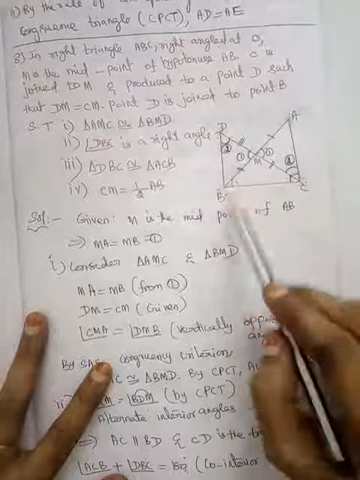 ii) By the rule of
congruence triangle (CPCT), AD = AE
8) In right triangle ABC, right angled at C,
M is the mid-point of hypotenuse AB. C is
joined to M & produced to a point D such
that DM = CM. Point D is joined to point B
S.T i) ΔAMC ≅ ΔBMD
ii) ∠DBC is a right angle
iii) ΔDBC ≅ ΔACB
iv) CM = 1/2 AB
D A M B C
Sol:- Given: M is the mid point of AB
⇒ MA = MB -①
i) Consider ΔAMC & ΔBMD
MA = MB (from ①)
DM = CM (Given)
∠CMA = ∠DMB (Vertically oppos
By SAS congruency criterion,
≅ ΔBMD. By CPCT, AC
ii) = ∠BDM (by CPCT)
Alternate interior angles
⇒ AC ∥ BD & CD is the
∠ACB + ∠DBC = 180 (Co-interior